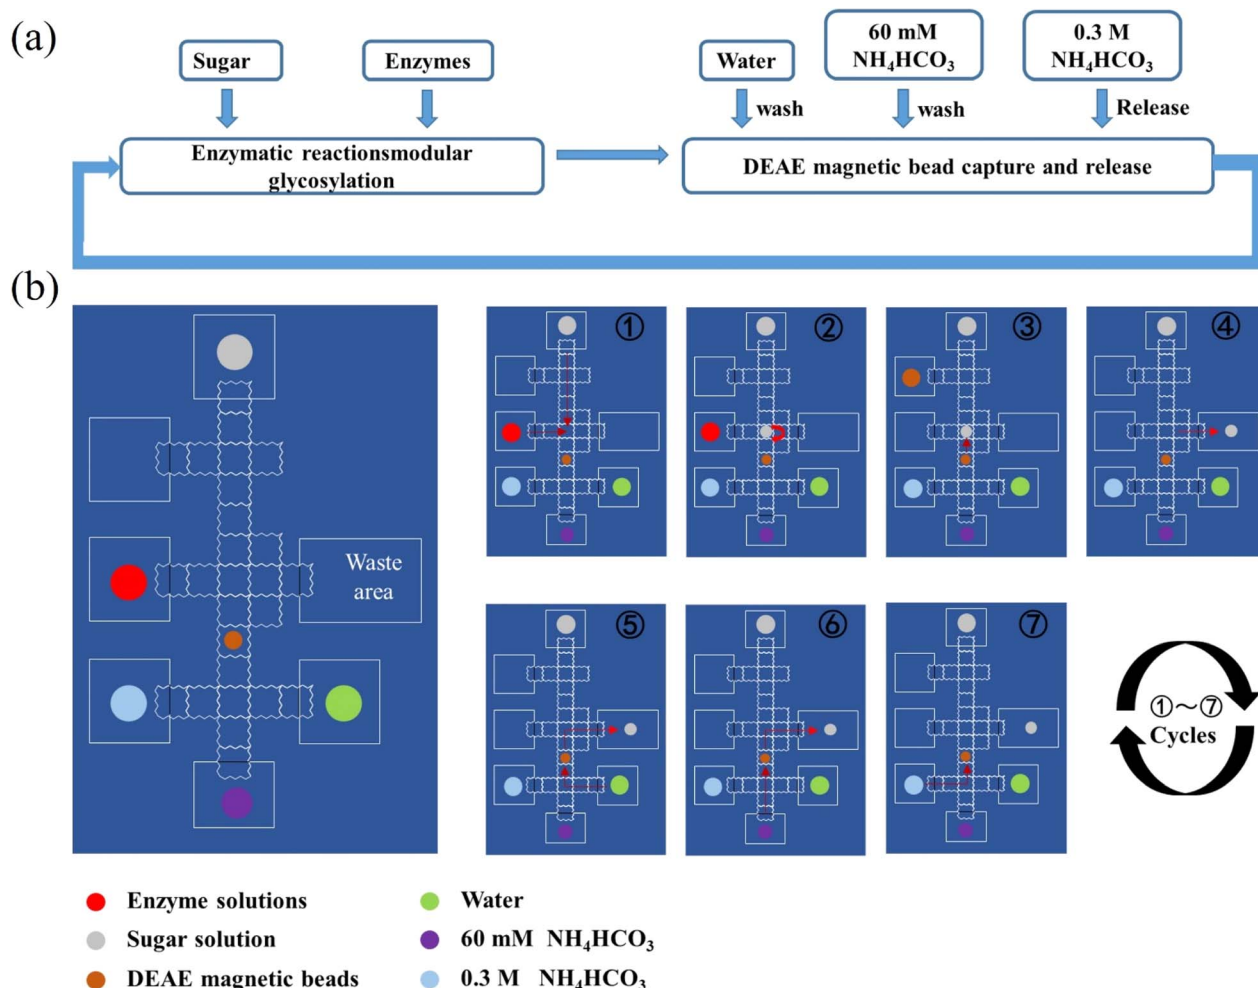 (a)
Sugar
Enzymes
Water
60 mM
NH₄HCO₃
0.3 M
NH₄HCO₃
wash
wash
Release
Enzymatic reactionsmodular
glycosylation
DEAE magnetic bead capture and release
(b)
Waste
area
①
②
③
④
⑤
⑥
⑦
①～⑦
Cycles
Enzyme solutions
Water
Sugar solution
60 mM NH₄HCO₃
DEAE magnetic beads
0.3 M NH₄HCO₃